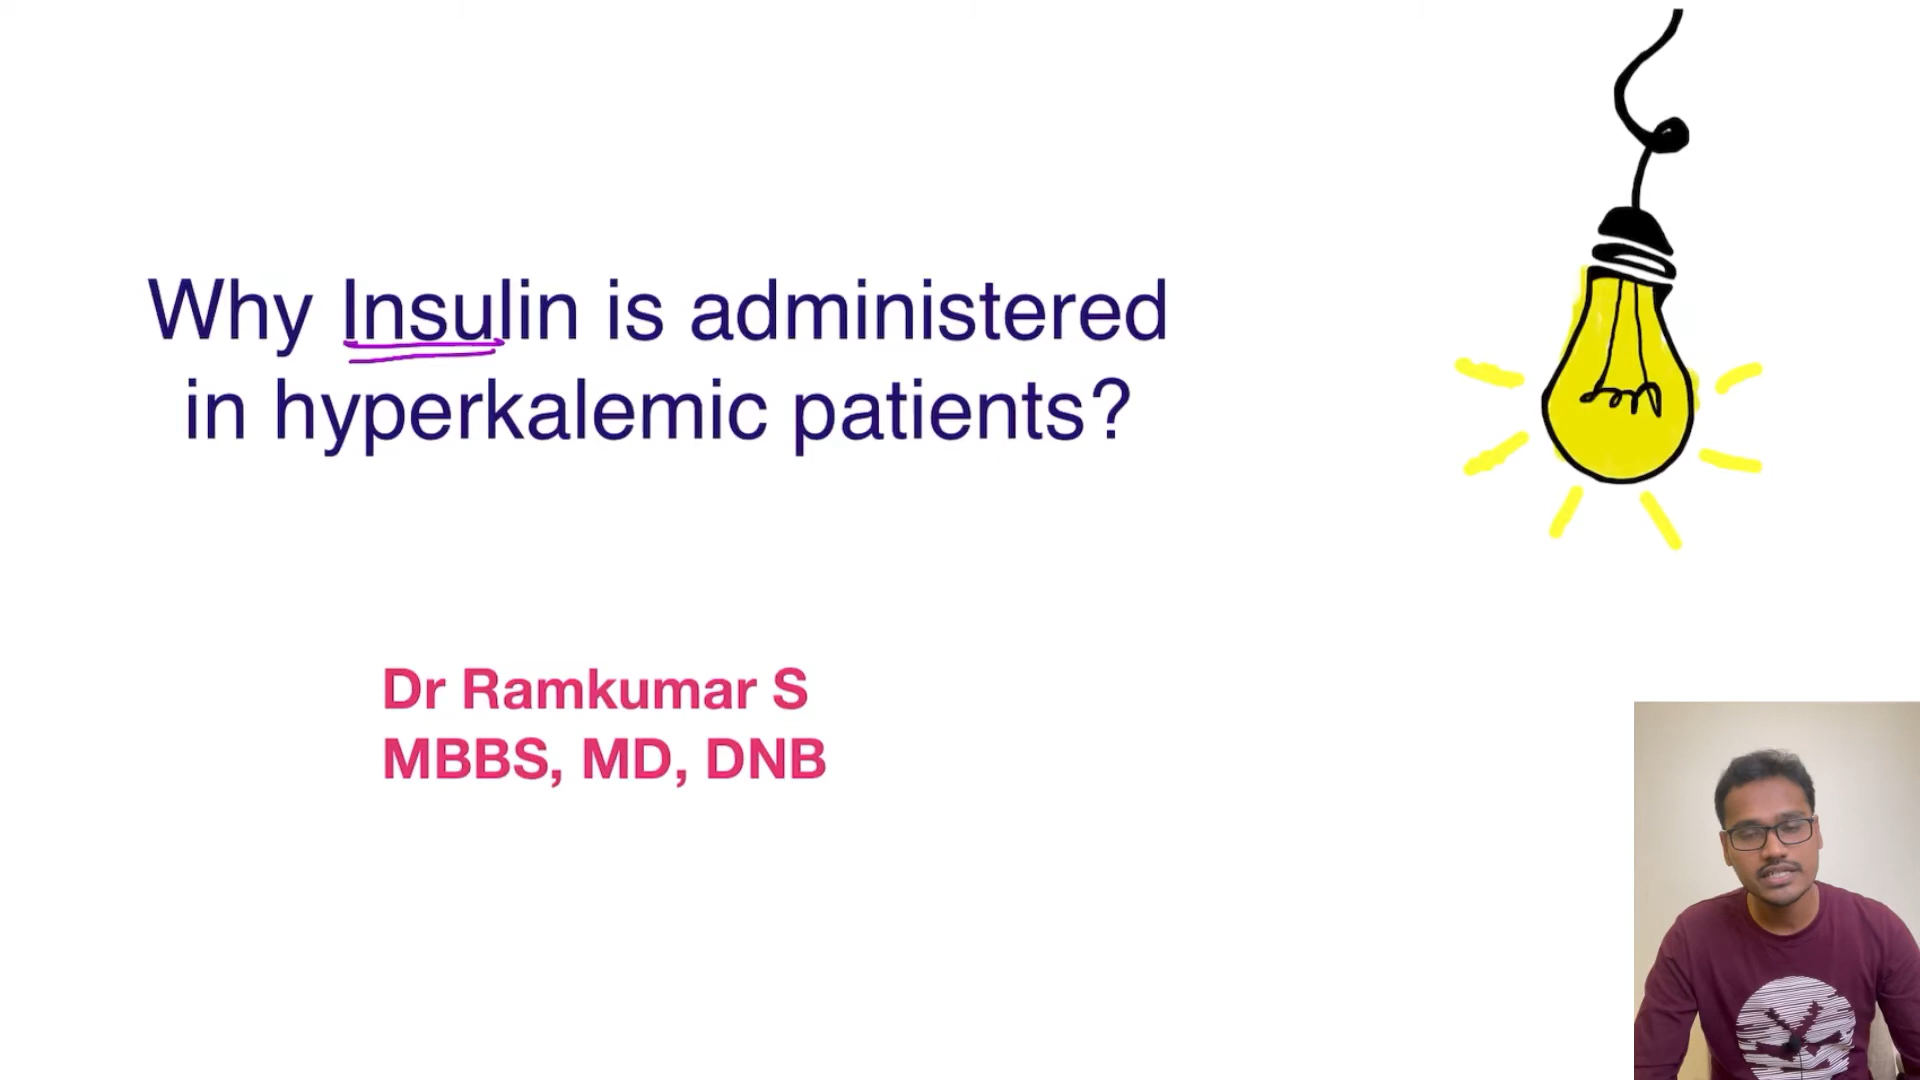 Why Insulin is administered
in hyperkalemic patients?
Dr Ramkumar S
MBBS, MD, DNB